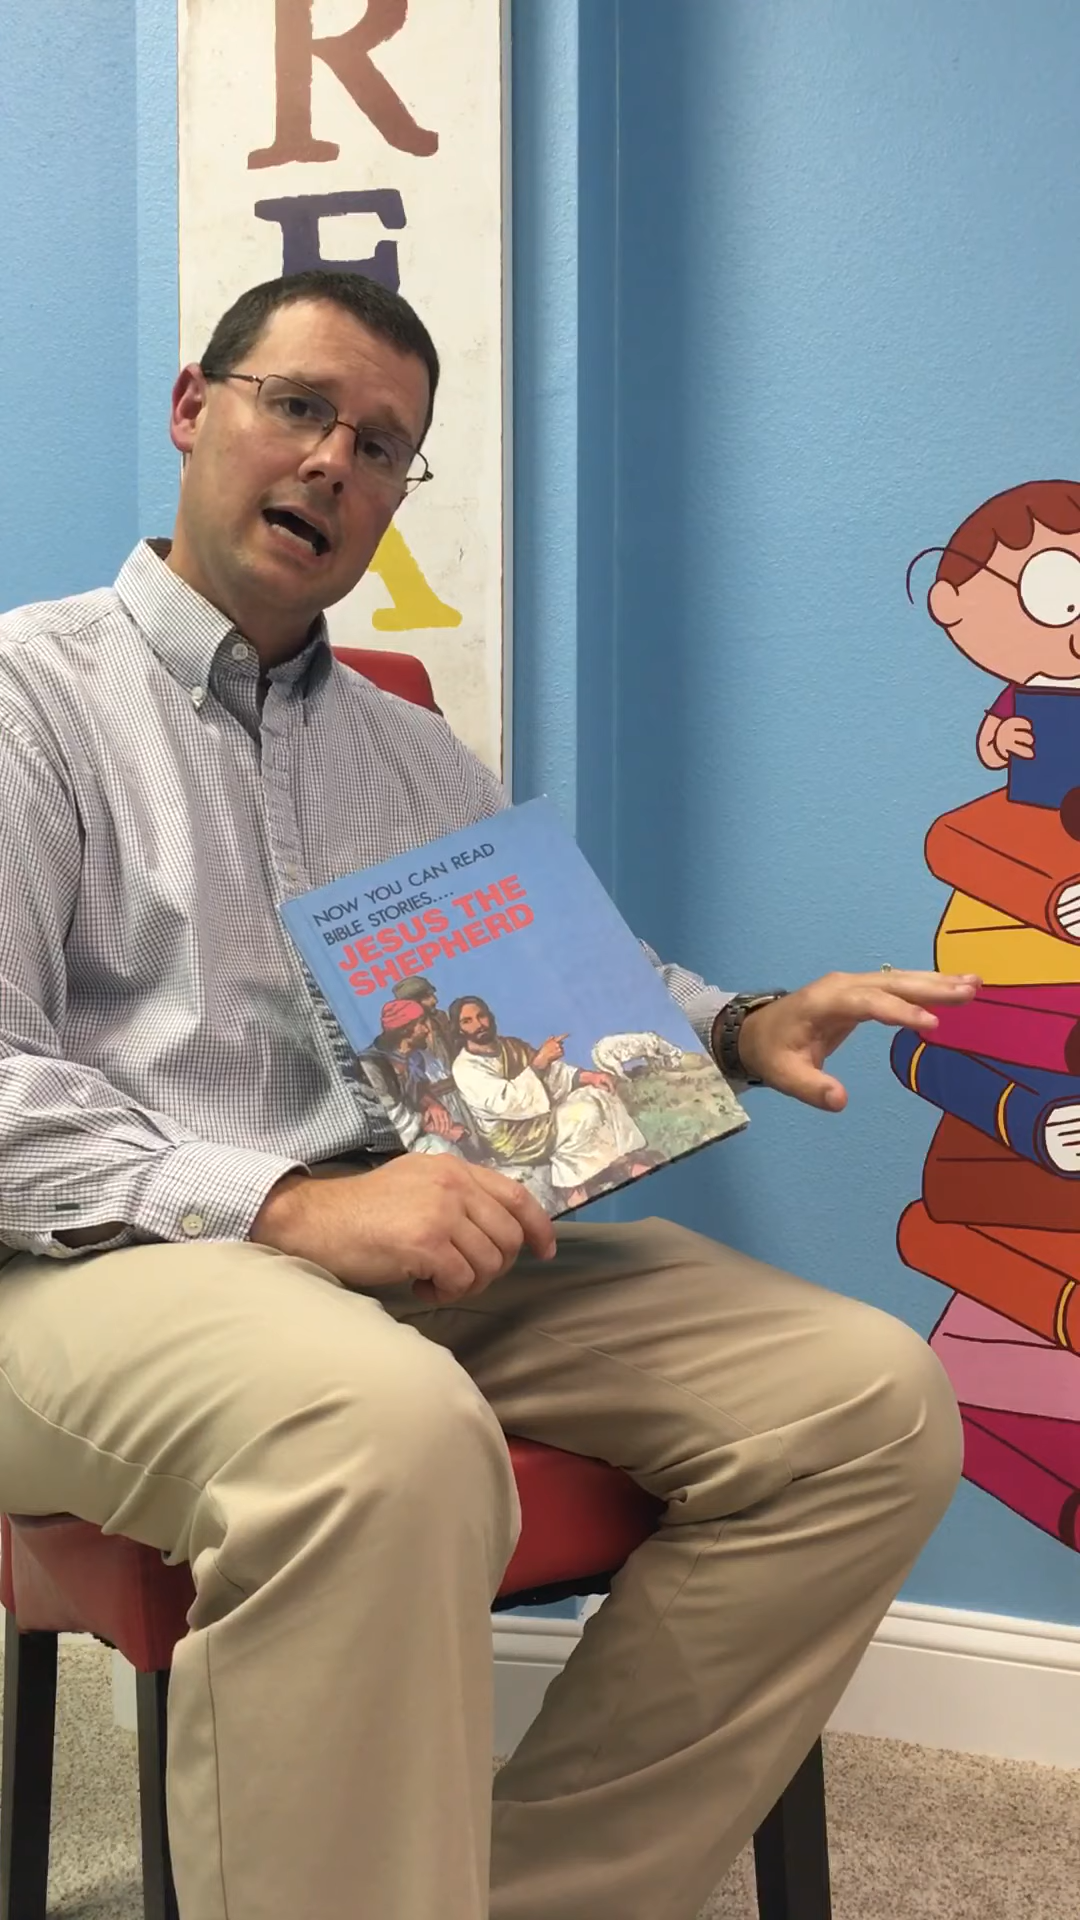 R
E
A
NOW YOU CAN READ
BIBLE STORIES....
JESUS THE
SHEPHERD